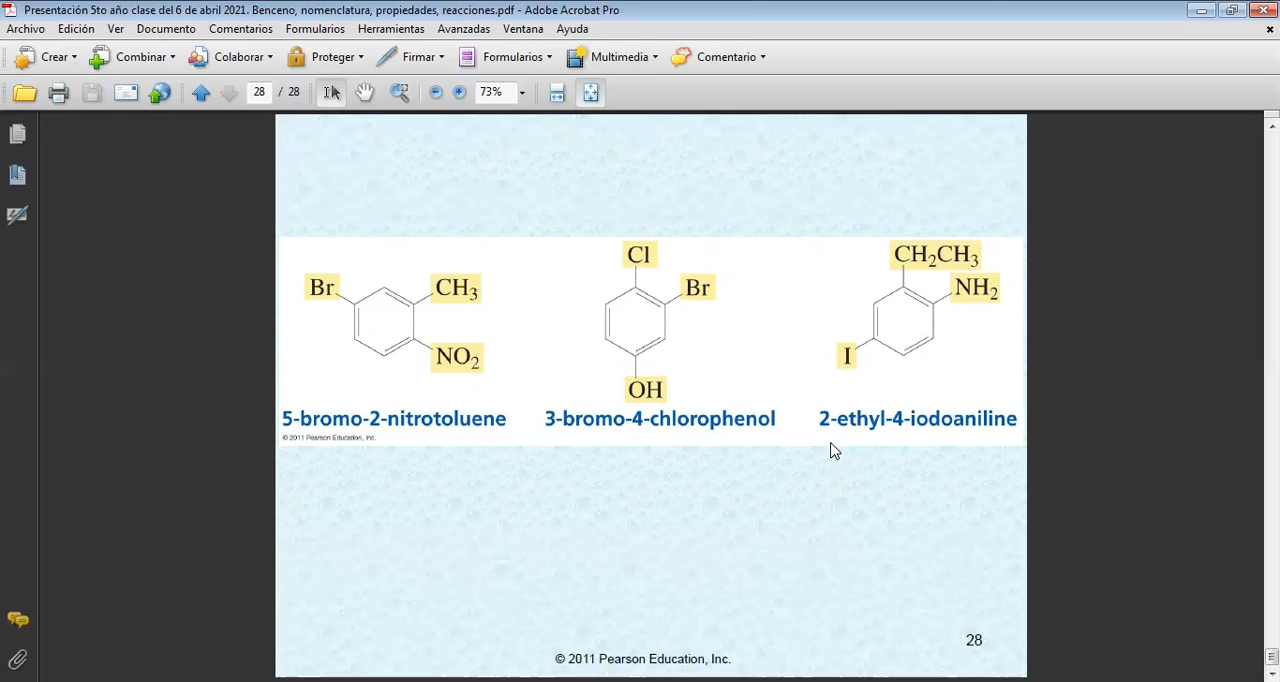 Presentación 5to año clase del 6 de abril 2021. Benceno, nomenclatura, propiedades, reacciones.pdf - Adobe Acrobat Pro
Archivo Edición Ver Documento Comentarios Formularios Herramientas Avanzadas Ventana Ayuda
Crear Combinar Colaborar Proteger Firmar Formularios Multimedia Comentario
28 / 28 73%
Cl CH₂CH₃
Br CH₃ Br NH₂
NO₂ I
OH
5-bromo-2-nitrotoluene 3-bromo-4-chlorophenol 2-ethyl-4-iodoaniline
© 2011 Pearson Education, Inc.
28
© 2011 Pearson Education, Inc.